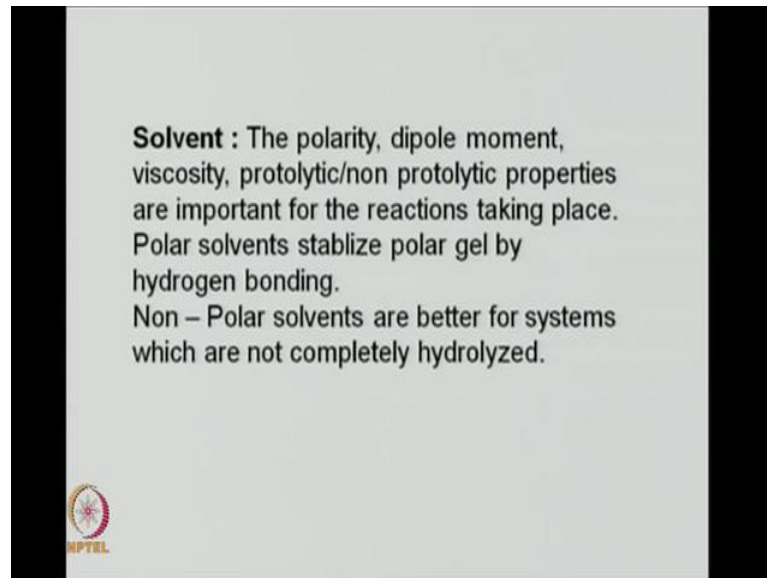 Solvent : The polarity, dipole moment,
viscosity, protolytic/non protolytic properties
are important for the reactions taking place.
Polar solvents stablize polar gel by
hydrogen bonding.
Non – Polar solvents are better for systems
which are not completely hydrolyzed.
NPTEL